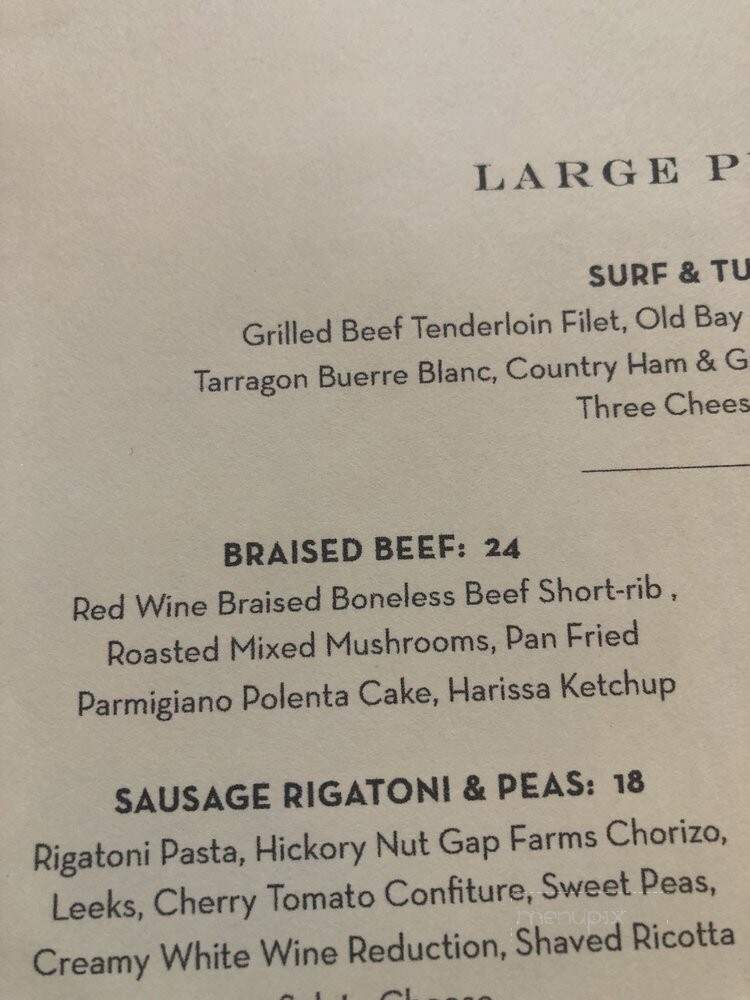 LARGE P
SURF & TU
Grilled Beef Tenderloin Filet, Old Bay
Tarragon Buerre Blanc, Country Ham & G
Three Chees
BRAISED BEEF: 24
Red Wine Braised Boneless Beef Short-rib ,
Roasted Mixed Mushrooms, Pan Fried
Parmigiano Polenta Cake, Harissa Ketchup
SAUSAGE RIGATONI & PEAS: 18
Rigatoni Pasta, Hickory Nut Gap Farms Chorizo,
Leeks, Cherry Tomato Confiture, Sweet Peas,
menupix
Creamy White Wine Reduction, Shaved Ricotta
Cheese